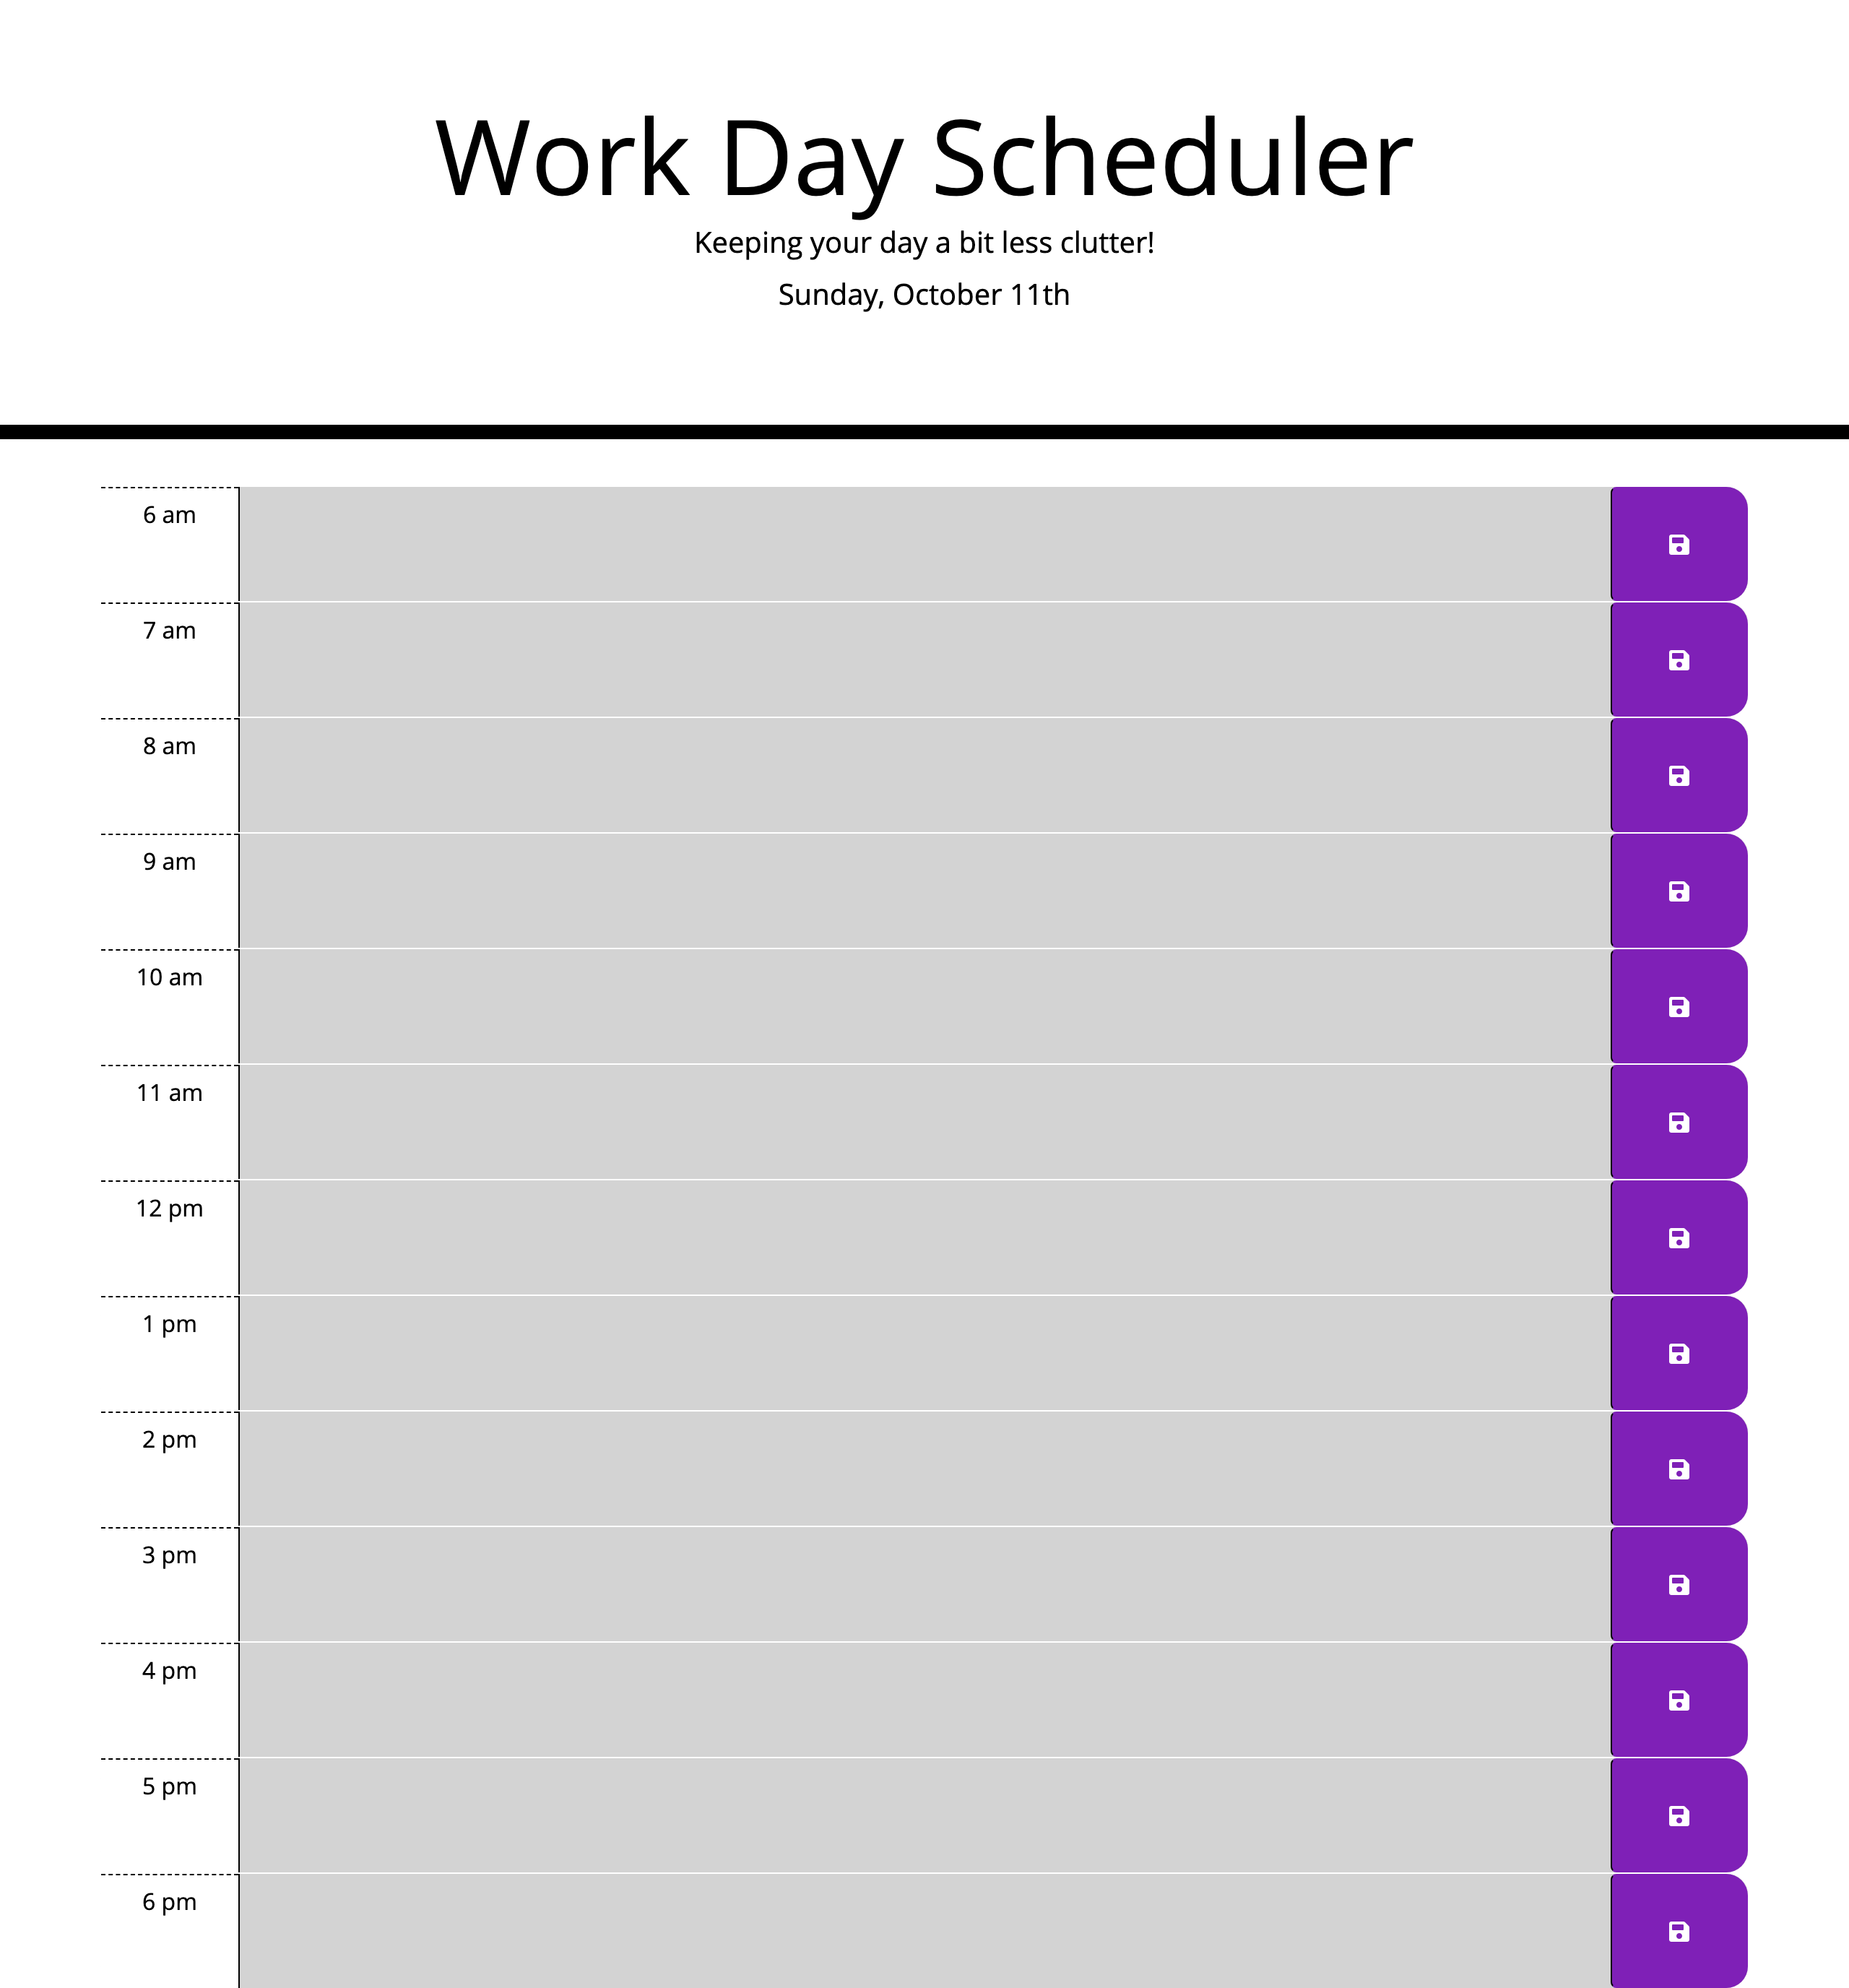 Work Day Scheduler
Keeping your day a bit less clutter!
Sunday, October 11th
6 am
7 am
8 am
9 am
10 am
11 am
12 pm
1 pm
2 pm
3 pm
4 pm
5 pm
6 pm